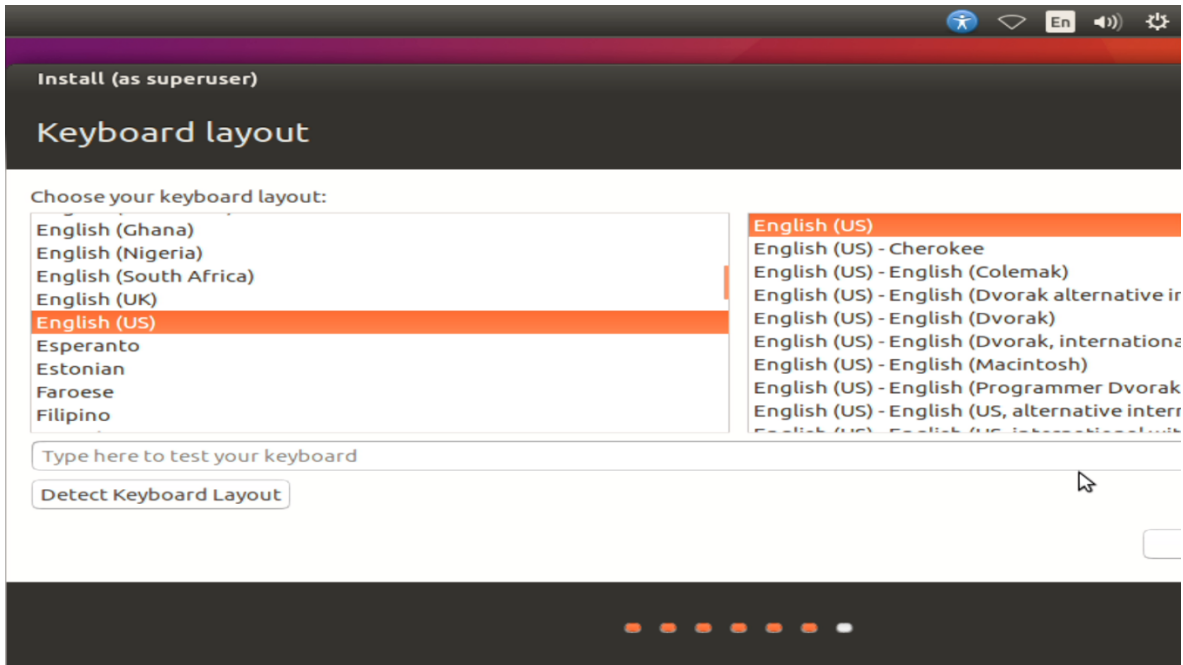 En
Install (as superuser)
Keyboard layout
Choose your keyboard layout:
English (Ghana)
English (Nigeria)
English (South Africa)
English (UK)
English (US)
Esperanto
Estonian
Faroese
Filipino
English (US)
English (US) - Cherokee
English (US) - English (Colemak)
English (US) - English (Dvorak alternative
English (US) - English (Dvorak)
English (US) - English (Dvorak,
English (US) - English (Macintosh)
English (US) - English (Programmer Dvorak
English (US) - English (US, alternative
Type here to test your keyboard
Detect Keyboard Layout